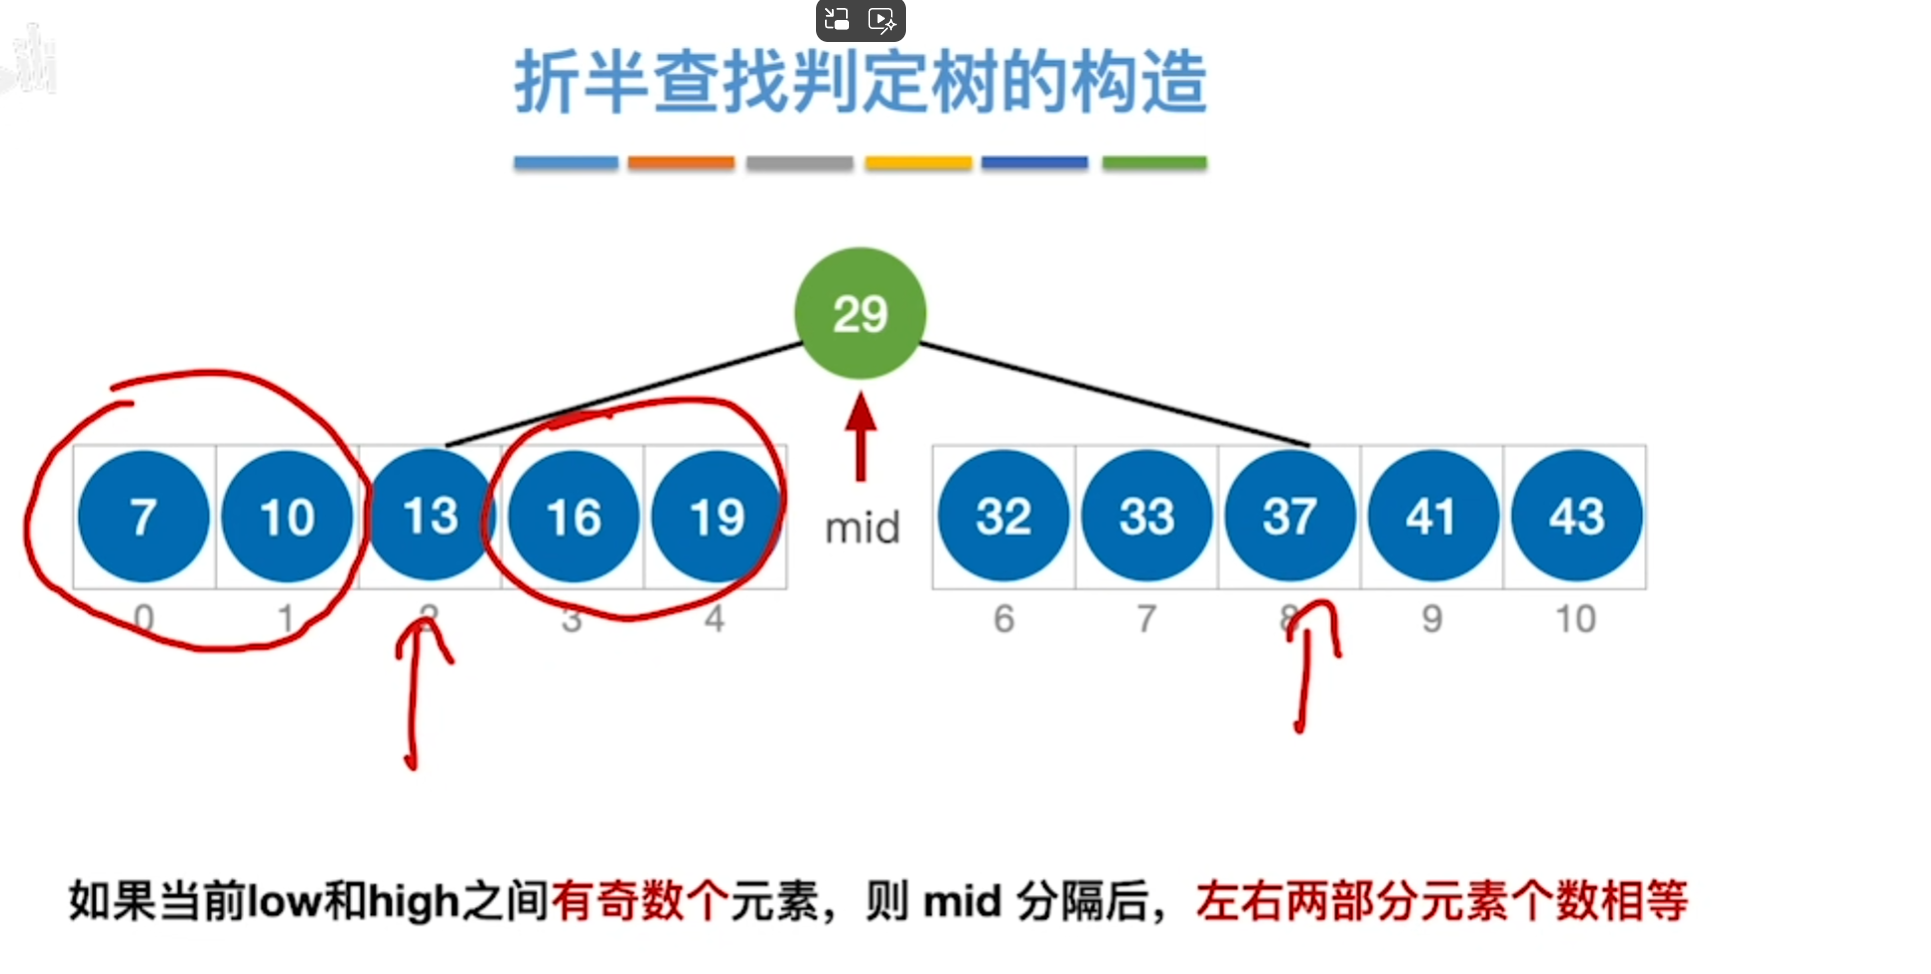 折半查找判定树的构造
29
7 10 13 16 19 mid 32 33 37 41 43
0 1 2 3 4 6 7 8 9 10
如果当前low和high之间有奇数个元素，则 mid 分隔后，左右两部分元素个数相等